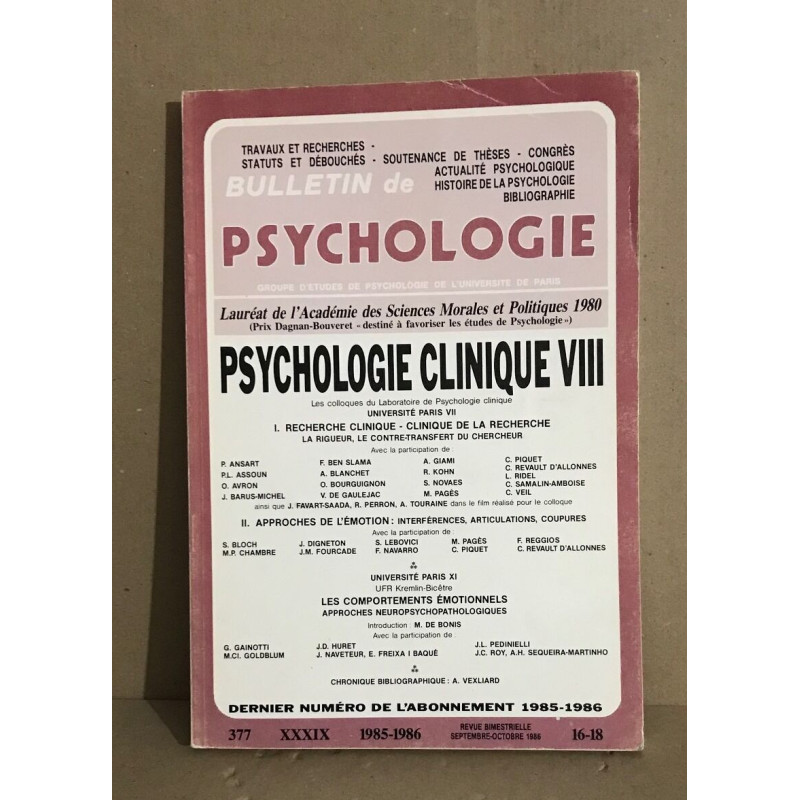 TRAVAUX ET RECHERCHES -
STATUTS ET DÉBOUCHÉS - SOUTENANCE DE THÈSES - CONGRÈS
ACTUALITÉ PSYCHOLOGIQUE
BULLETIN de
HISTOIRE DE LA PSYCHOLOGIE
BIBLIOGRAPHIE
PSYCHOLOGIE
GROUPE D'ETUDES DE PSYCHOLOGIE DE L'UNIVERSITE DE PARIS
Lauréat de l'Académie des Sciences Morales et Politiques 1980
(Prix Dagnan-Bouveret « destiné à favoriser les études de Psychologie »)
PSYCHOLOGIE CLINIQUE VIII
Les colloques du Laboratoire de Psychologie clinique
UNIVERSITÉ PARIS VII
I. RECHERCHE CLINIQUE - CLINIQUE DE LA RECHERCHE
LA RIGUEUR, LE CONTRE-TRANSFERT DU CHERCHEUR
Avec la participation de :
P. ANSART F. BEN SLAMA A. GIAMI C. PIQUET
P.L. ASSOUN A. BLANCHET R. KOHN C. REVAULT D'ALLONNES
L. RIDEL
O. AVRON O. BOURGUIGNON S. NOVAES C. SAMALIN-AMBOISE
J. BARUS-MICHEL V. DE GAULEJAC M. PAGÈS C. VEIL
ainsi que J. FAVART-SAADA, R. PERRON, A. TOURAINE dans le film réalisé pour le colloque
II. APPROCHES DE L'ÉMOTION : INTERFÉRENCES, ARTICULATIONS, COUPURES
Avec la participation de :
S. BLOCH J. DIGNETON S. LEBOVICI M. PAGÈS F. REGGIOS
M.P. CHAMBRE J.M. FOURCADE F. NAVARRO C. PIQUET C. REVAULT D'ALLONNES
UNIVERSITÉ PARIS XI
UFR Kremlin-Bicêtre
LES COMPORTEMENTS ÉMOTIONNELS
APPROCHES NEUROPSYCHOPATHOLOGIQUES
Introduction : M. DE BONIS
Avec la participation de :
G. GAINOTTI J.D. HURET J.L. PEDINIELLI
M.Cl. GOLDBLUM J. NAVETEUR, E. FREIXA I BAQUÉ J.C. ROY, A.H. SEQUEIRA-MARTINHO
CHRONIQUE BIBLIOGRAPHIQUE : A. VEXLIARD
DERNIER NUMÉRO DE L'ABONNEMENT 1985-1986
377 XXXIX 1985-1986 REVUE BIMESTRIELLE 16-18
SEPTEMBRE-OCTOBRE 1986